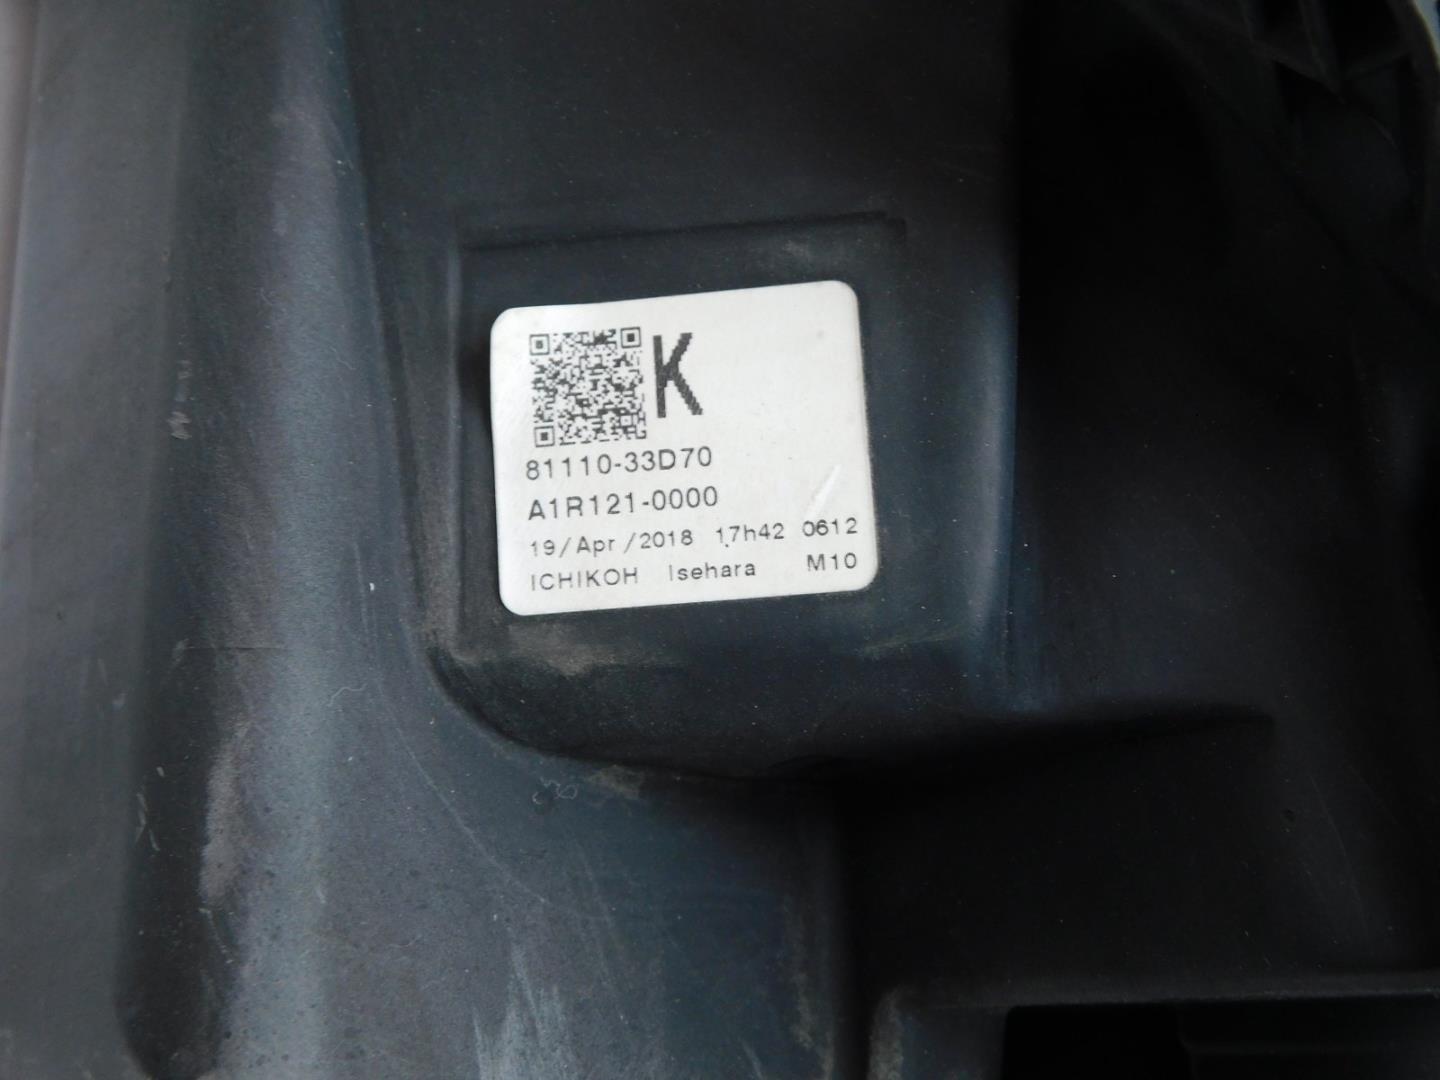 K
81110-33D70
A1R121-0000
19/Apr/2018 17h42 0612
ICHIKOH Isehara M10